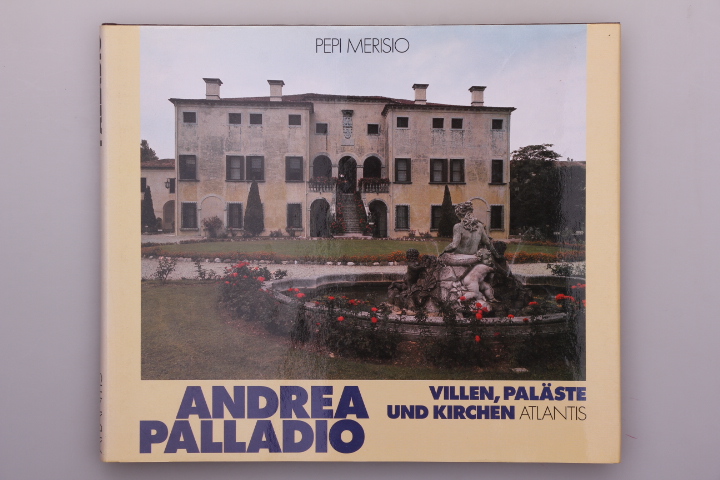 PEPI MERISIO
ANDREA
PALLADIO
VILLEN, PALÄSTE
UND KIRCHEN ATLANTIS